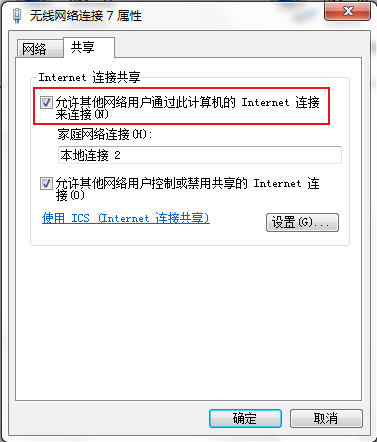 无线网络连接 7 属性
网络 共享
Internet 连接共享
允许其他网络用户通过此计算机的 Internet 连接
来连接(N)
家庭网络连接(H):
本地连接 2
允许其他网络用户控制或禁用共享的 Internet 连
接(O)
使用 ICS (Internet 连接共享)
设置(G)...
确定 取消